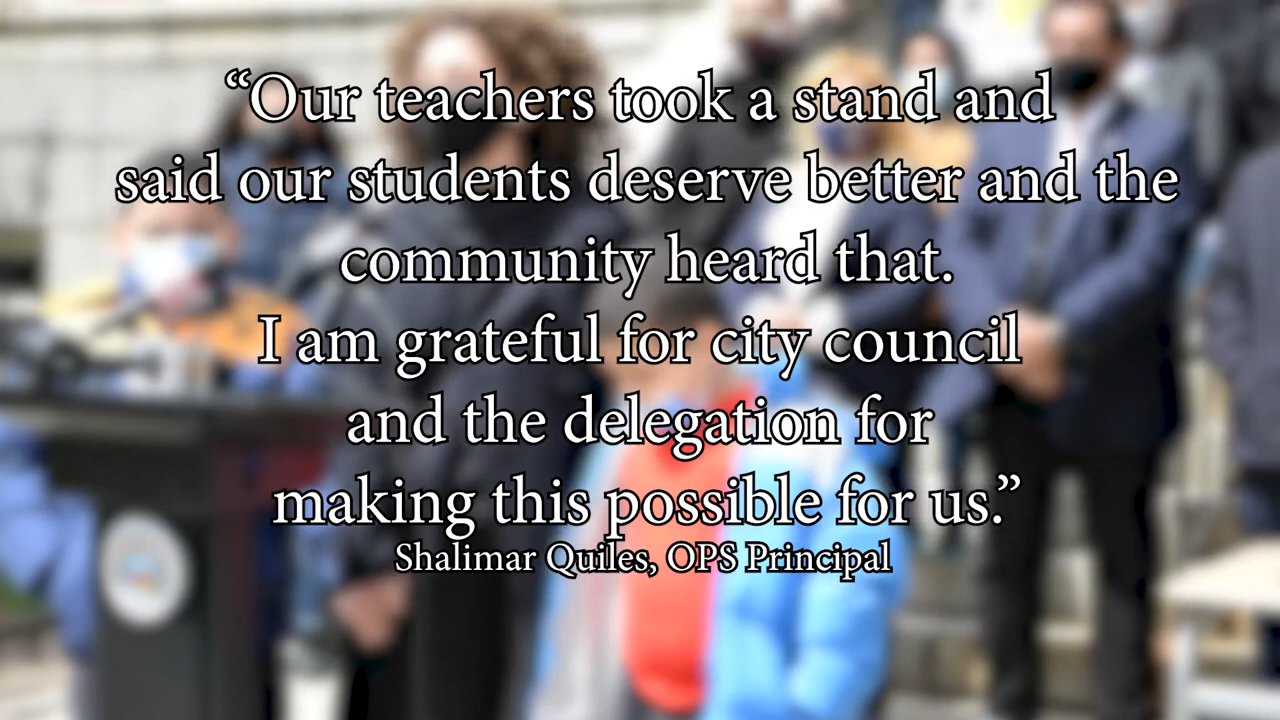 “Our teachers took a stand and
said our students deserve better and the
community heard that.
I am grateful for city council
and the delegation for
making this possible for us.”
Shalimar Quiles, OPS Principal